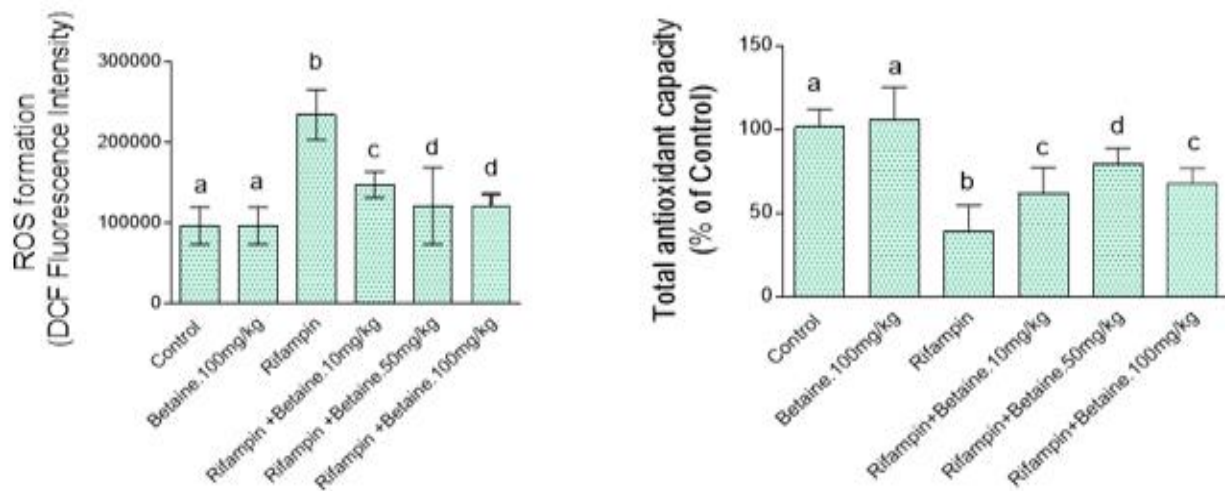 ROS formation
(DCF Fluorescence Intensity)
300000
200000
100000
0
a
a
b
c
d
d
Control
Betaine.100mg/kg
Rifampin
Rifampin +Betaine.10mg/kg
Rifampin +Betaine.50mg/kg
Rifampin +Betaine.100mg/kg
Total antioxidant capacity
(% of Control)
150
100
50
0
a
a
b
c
d
c
Control
Betaine.100mg/kg
Rifampin
Rifampin+Betaine.10mg/kg
Rifampin+Betaine.50mg/kg
Rifampin+Betaine.100mg/kg